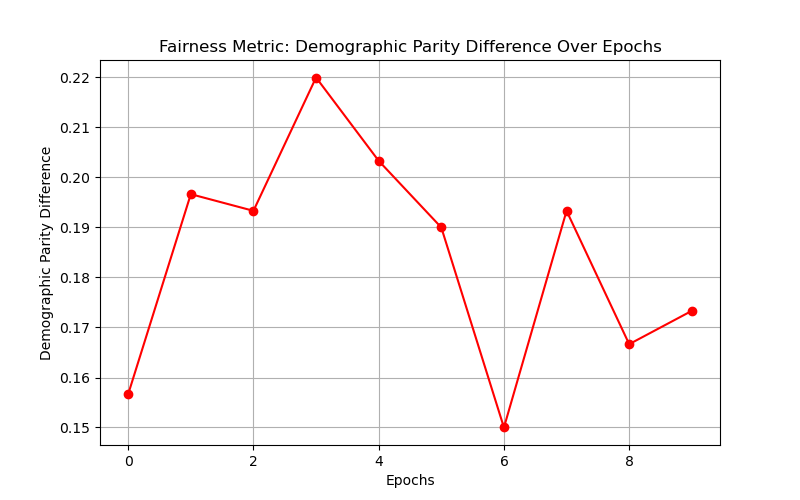 Fairness Metric: Demographic Parity Difference Over Epochs
Demographic Parity Difference
0.22
0.21
0.20
0.19
0.18
0.17
0.16
0.15
0 2 4 6 8
Epochs